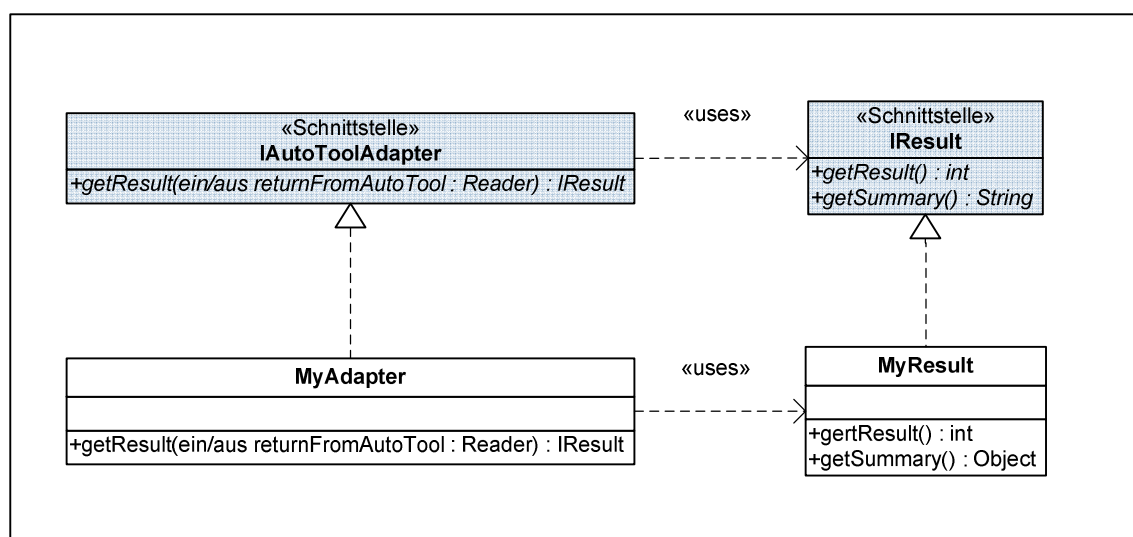 «Schnittstelle»
IAutoToolAdapter
+getResult(ein/aus returnFromAutoTool : Reader) : IResult
«uses»
«Schnittstelle»
IResult
+getResult() : int
+getSummary() : String
MyAdapter
+getResult(ein/aus returnFromAutoTool : Reader) : IResult
«uses»
MyResult
+gertResult() : int
+getSummary() : Object